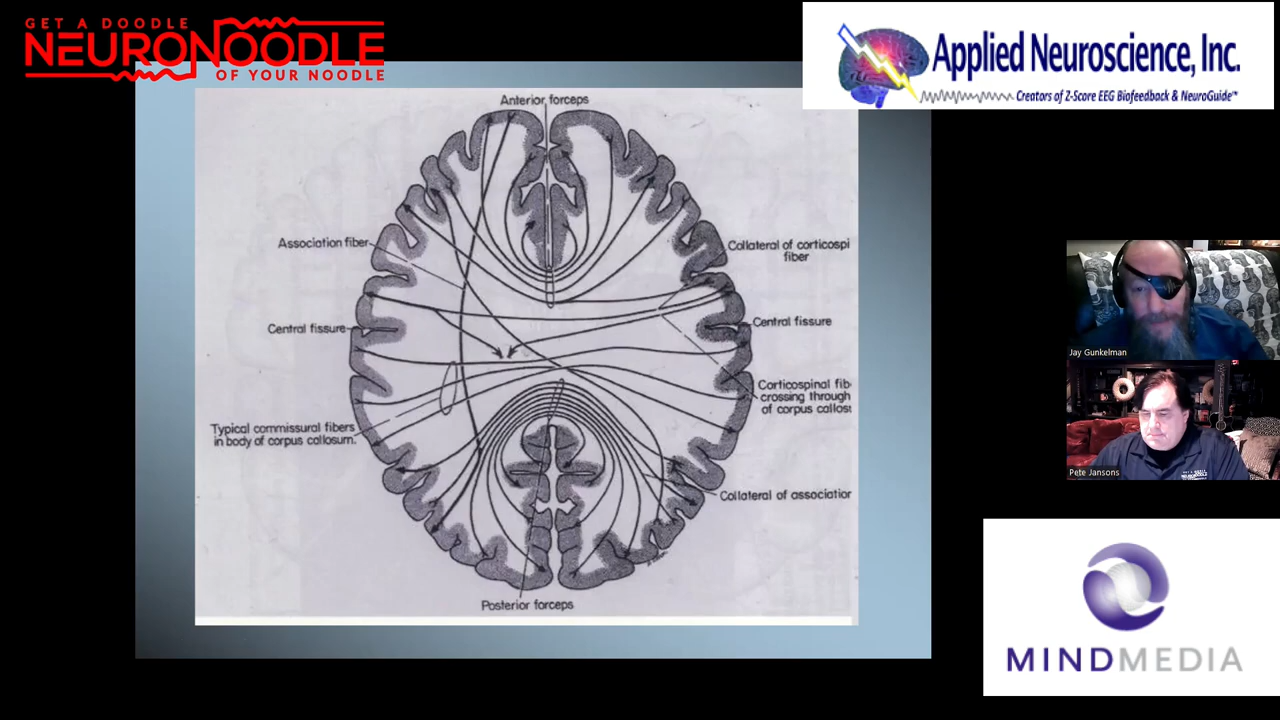 GET A DOODLE
NEURONOODLE
OF YOUR NOODLE
Applied Neuroscience, Inc.
Creators of Z-Score EEG Biofeedback & NeuroGuide™
Anterior forceps
Association fiber
Collateral of corticospi
fiber
Central fissure
Central fissure
Corticospinal fib
crossing through
of corpus callos
Typical commissural fibers
in body of corpus callosum.
Collateral of association
Posterior forceps
Jay Gunkelman
Pete Jansons
MINDMEDIA